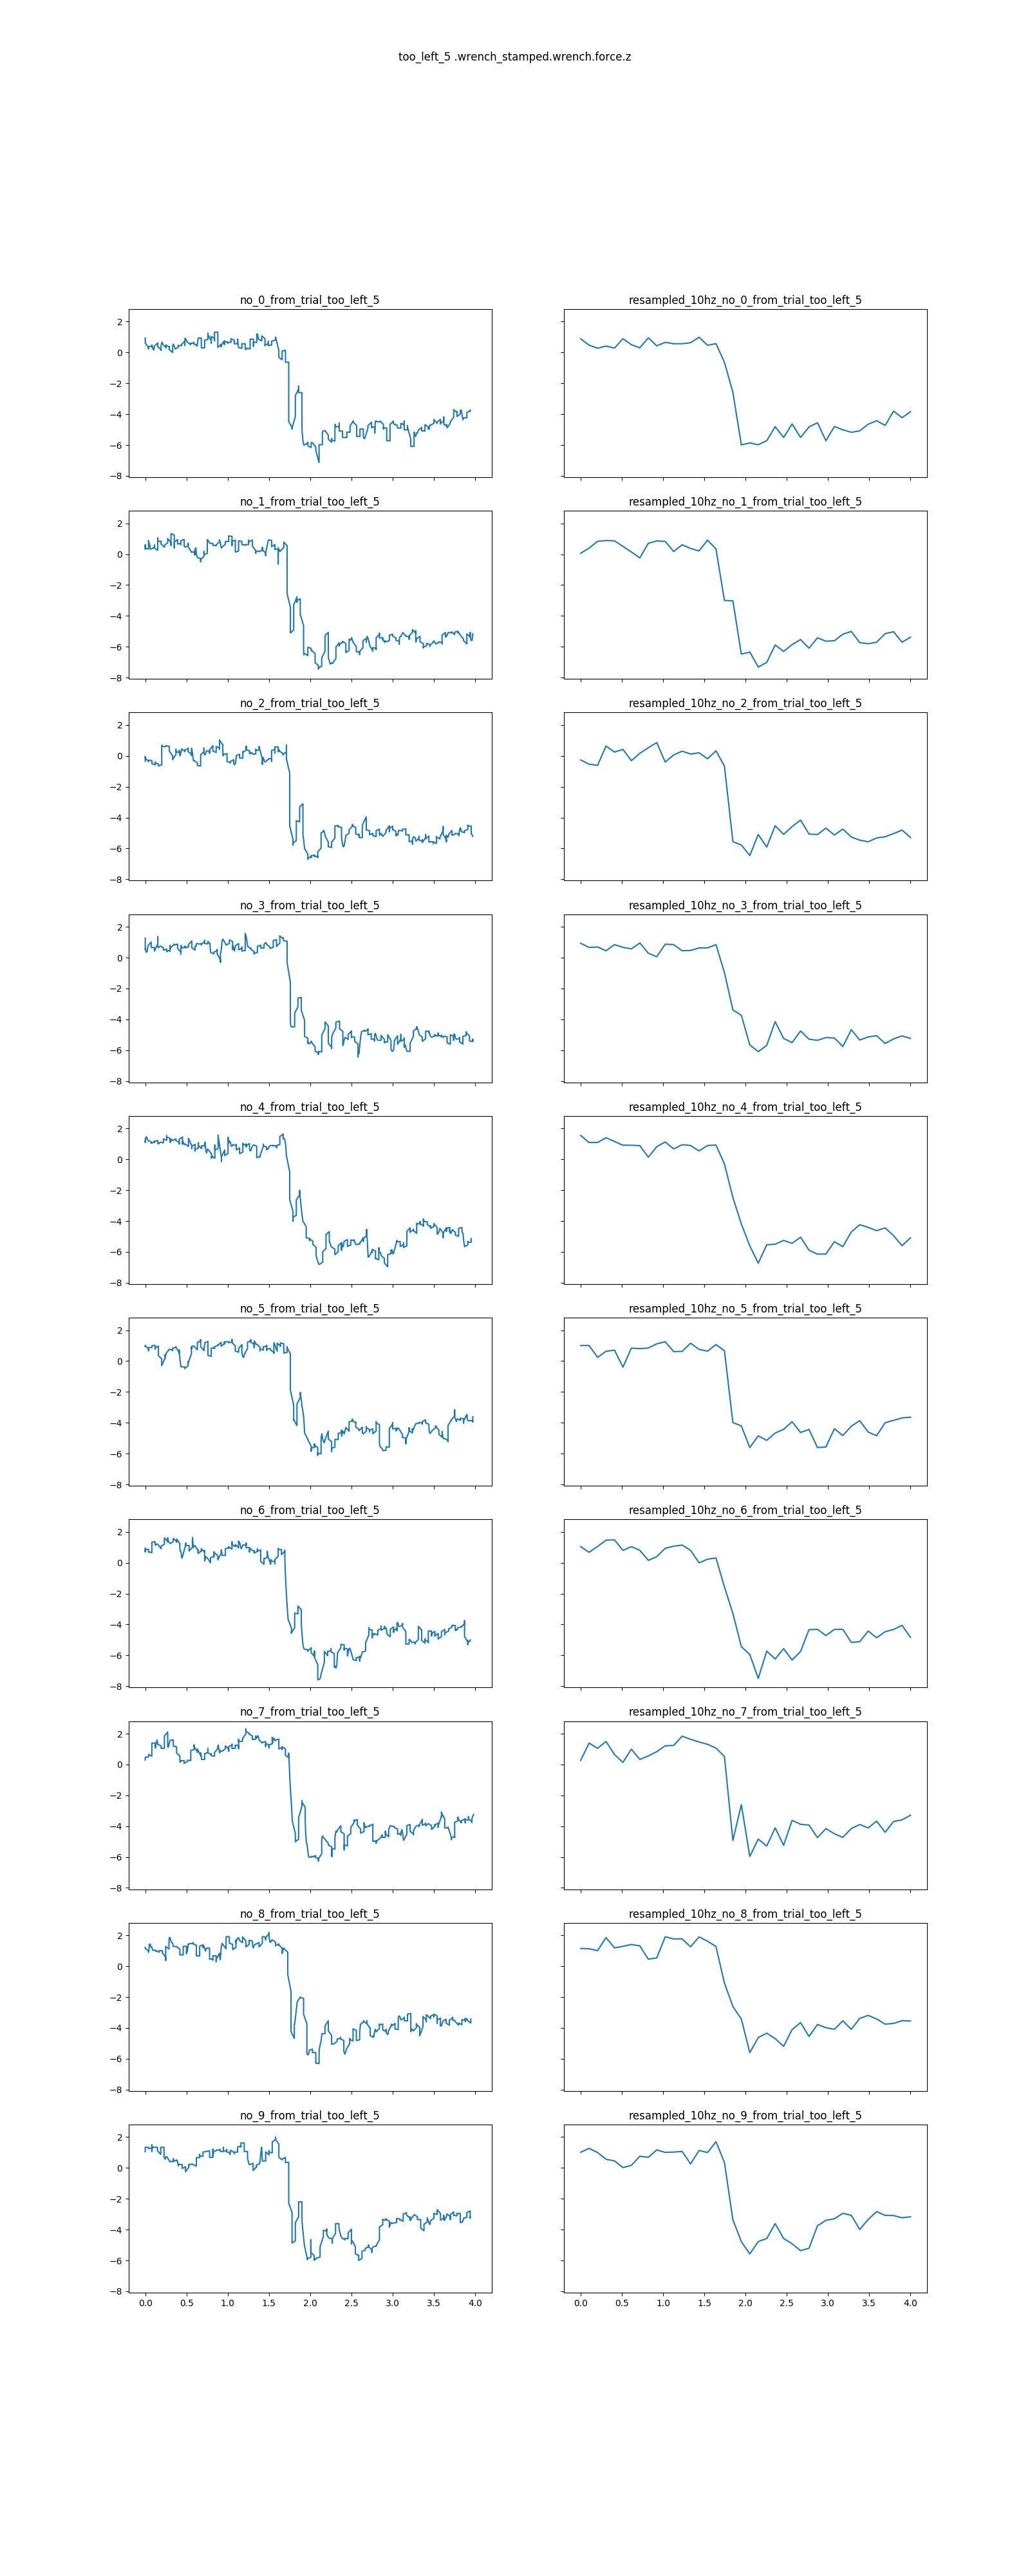 too_left_5 .wrench_stamped.wrench.force.z
no_0_from_trial_too_left_5
resampled_10hz_no_0_from_trial_too_left_5
2
0
−2
−4
−6
−8
no_1_from_trial_too_left_5
resampled_10hz_no_1_from_trial_too_left_5
2
0
−2
−4
−6
−8
no_2_from_trial_too_left_5
resampled_10hz_no_2_from_trial_too_left_5
2
0
−2
−4
−6
−8
no_3_from_trial_too_left_5
resampled_10hz_no_3_from_trial_too_left_5
2
0
−2
−4
−6
−8
no_4_from_trial_too_left_5
resampled_10hz_no_4_from_trial_too_left_5
2
0
−2
−4
−6
−8
no_5_from_trial_too_left_5
resampled_10hz_no_5_from_trial_too_left_5
2
0
−2
−4
−6
−8
no_6_from_trial_too_left_5
resampled_10hz_no_6_from_trial_too_left_5
2
0
−2
−4
−6
−8
no_7_from_trial_too_left_5
resampled_10hz_no_7_from_trial_too_left_5
2
0
−2
−4
−6
−8
no_8_from_trial_too_left_5
resampled_10hz_no_8_from_trial_too_left_5
2
0
−2
−4
−6
−8
no_9_from_trial_too_left_5
resampled_10hz_no_9_from_trial_too_left_5
2
0
−2
−4
−6
−8
0.0 0.5 1.0 1.5 2.0 2.5 3.0 3.5 4.0
0.0 0.5 1.0 1.5 2.0 2.5 3.0 3.5 4.0